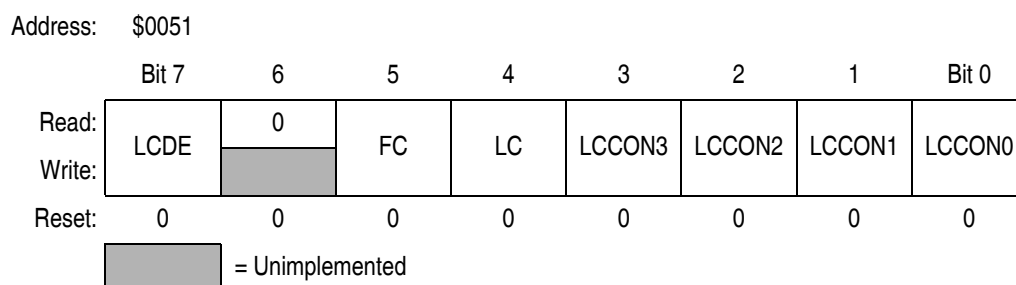 Address: $0051
Bit 7 6 5 4 3 2 1 Bit 0
Read: LCDE 0 FC LC LCCON3 LCCON2 LCCON1 LCCON0
Write:
Reset: 0 0 0 0 0 0 0 0
= Unimplemented